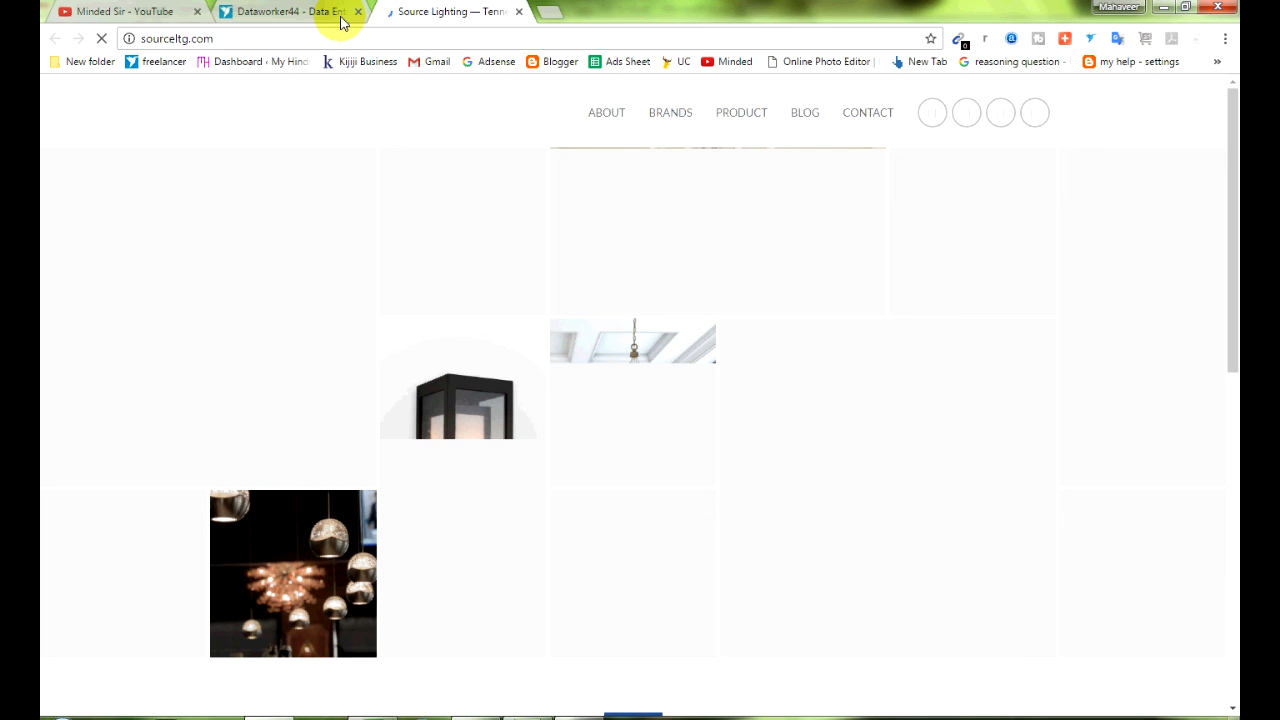 Minded Sir - YouTube
Dataworker44 - Data Ent
Source Lighting — Tenn
Mahaveer
sourceltg.com
0
New folder
freelancer
Dashboard ‹ My Hind
Kijiji Business
Gmail
Adsense
Blogger
Ads Sheet
UC
Minded
Online Photo Editor |
New Tab
reasoning question -
my help - settings
»
ABOUT
BRANDS
PRODUCT
BLOG
CONTACT